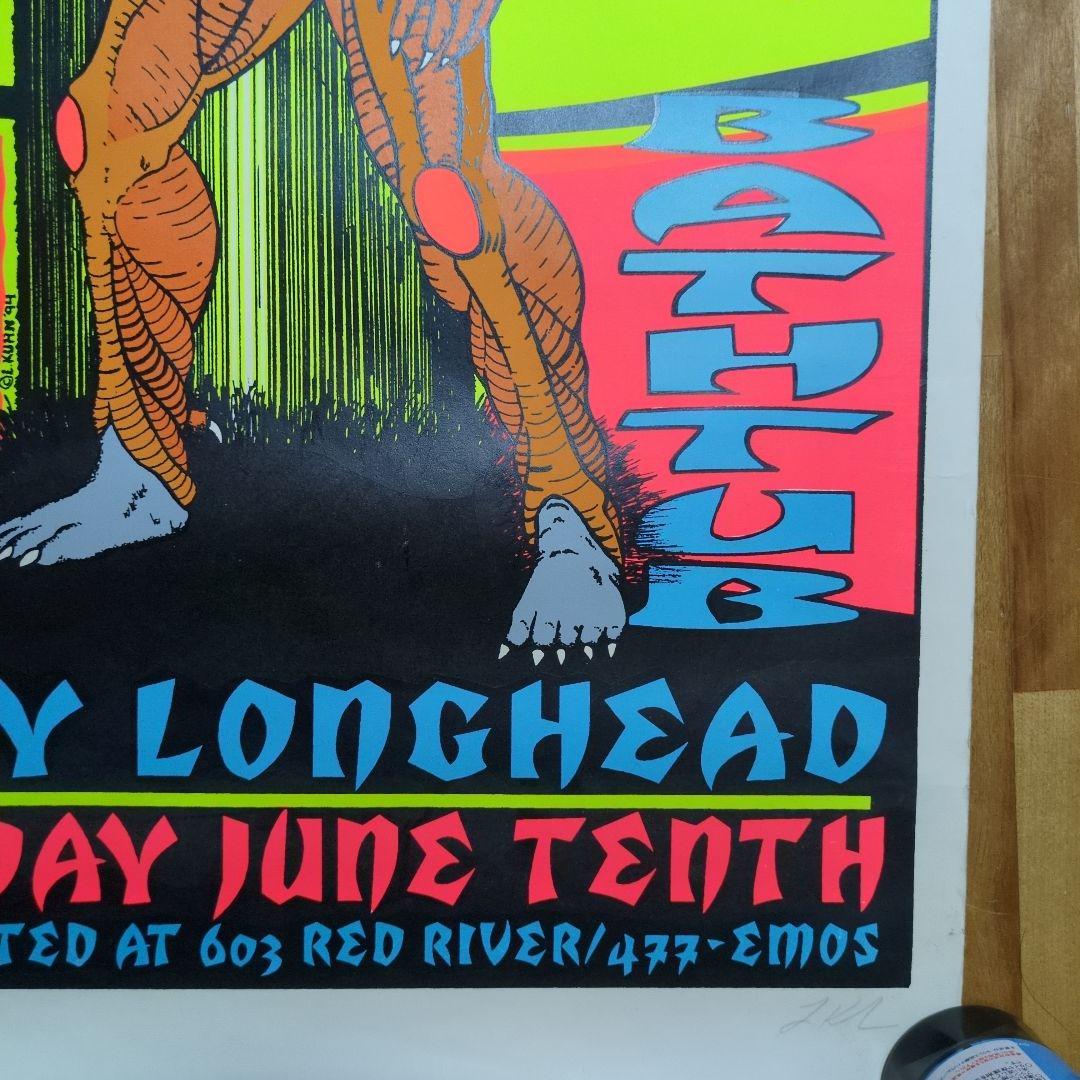 ©L. KUHN '94
BATHTUB
Y LONGHEAD
DAY JUNE TENTH
TED AT 603 RED RIVER/477-EMOS